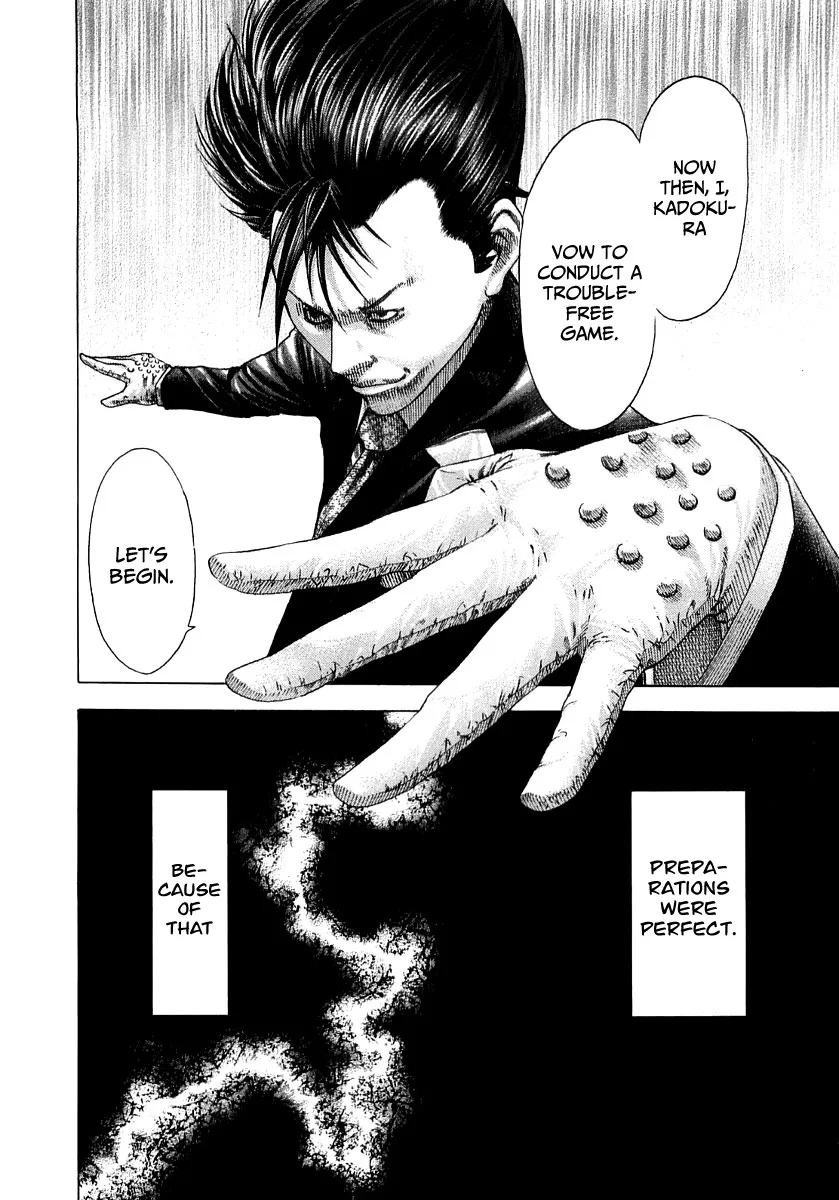 NOW
THEN, I,
KADOKU-
RA
VOW TO
CONDUCT A
TROUBLE-
FREE
GAME.
LET'S
BEGIN.
PREPA-
RATIONS
WERE
PERFECT.
BE-
CAUSE
OF
THAT